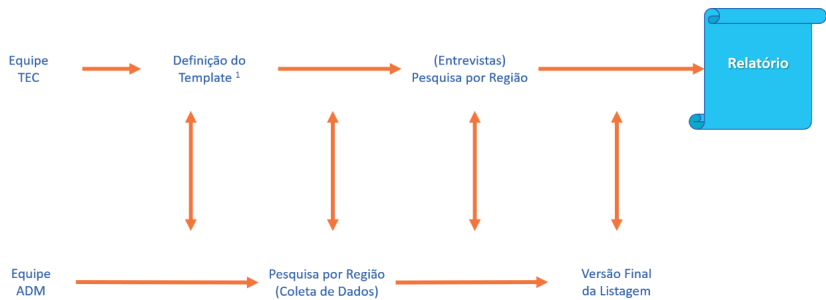 Equipe
TEC
Definição do
Template ¹
(Entrevistas)
Pesquisa por Região
Relatório
Equipe
ADM
Pesquisa por Região
(Coleta de Dados)
Versão Final
da Listagem